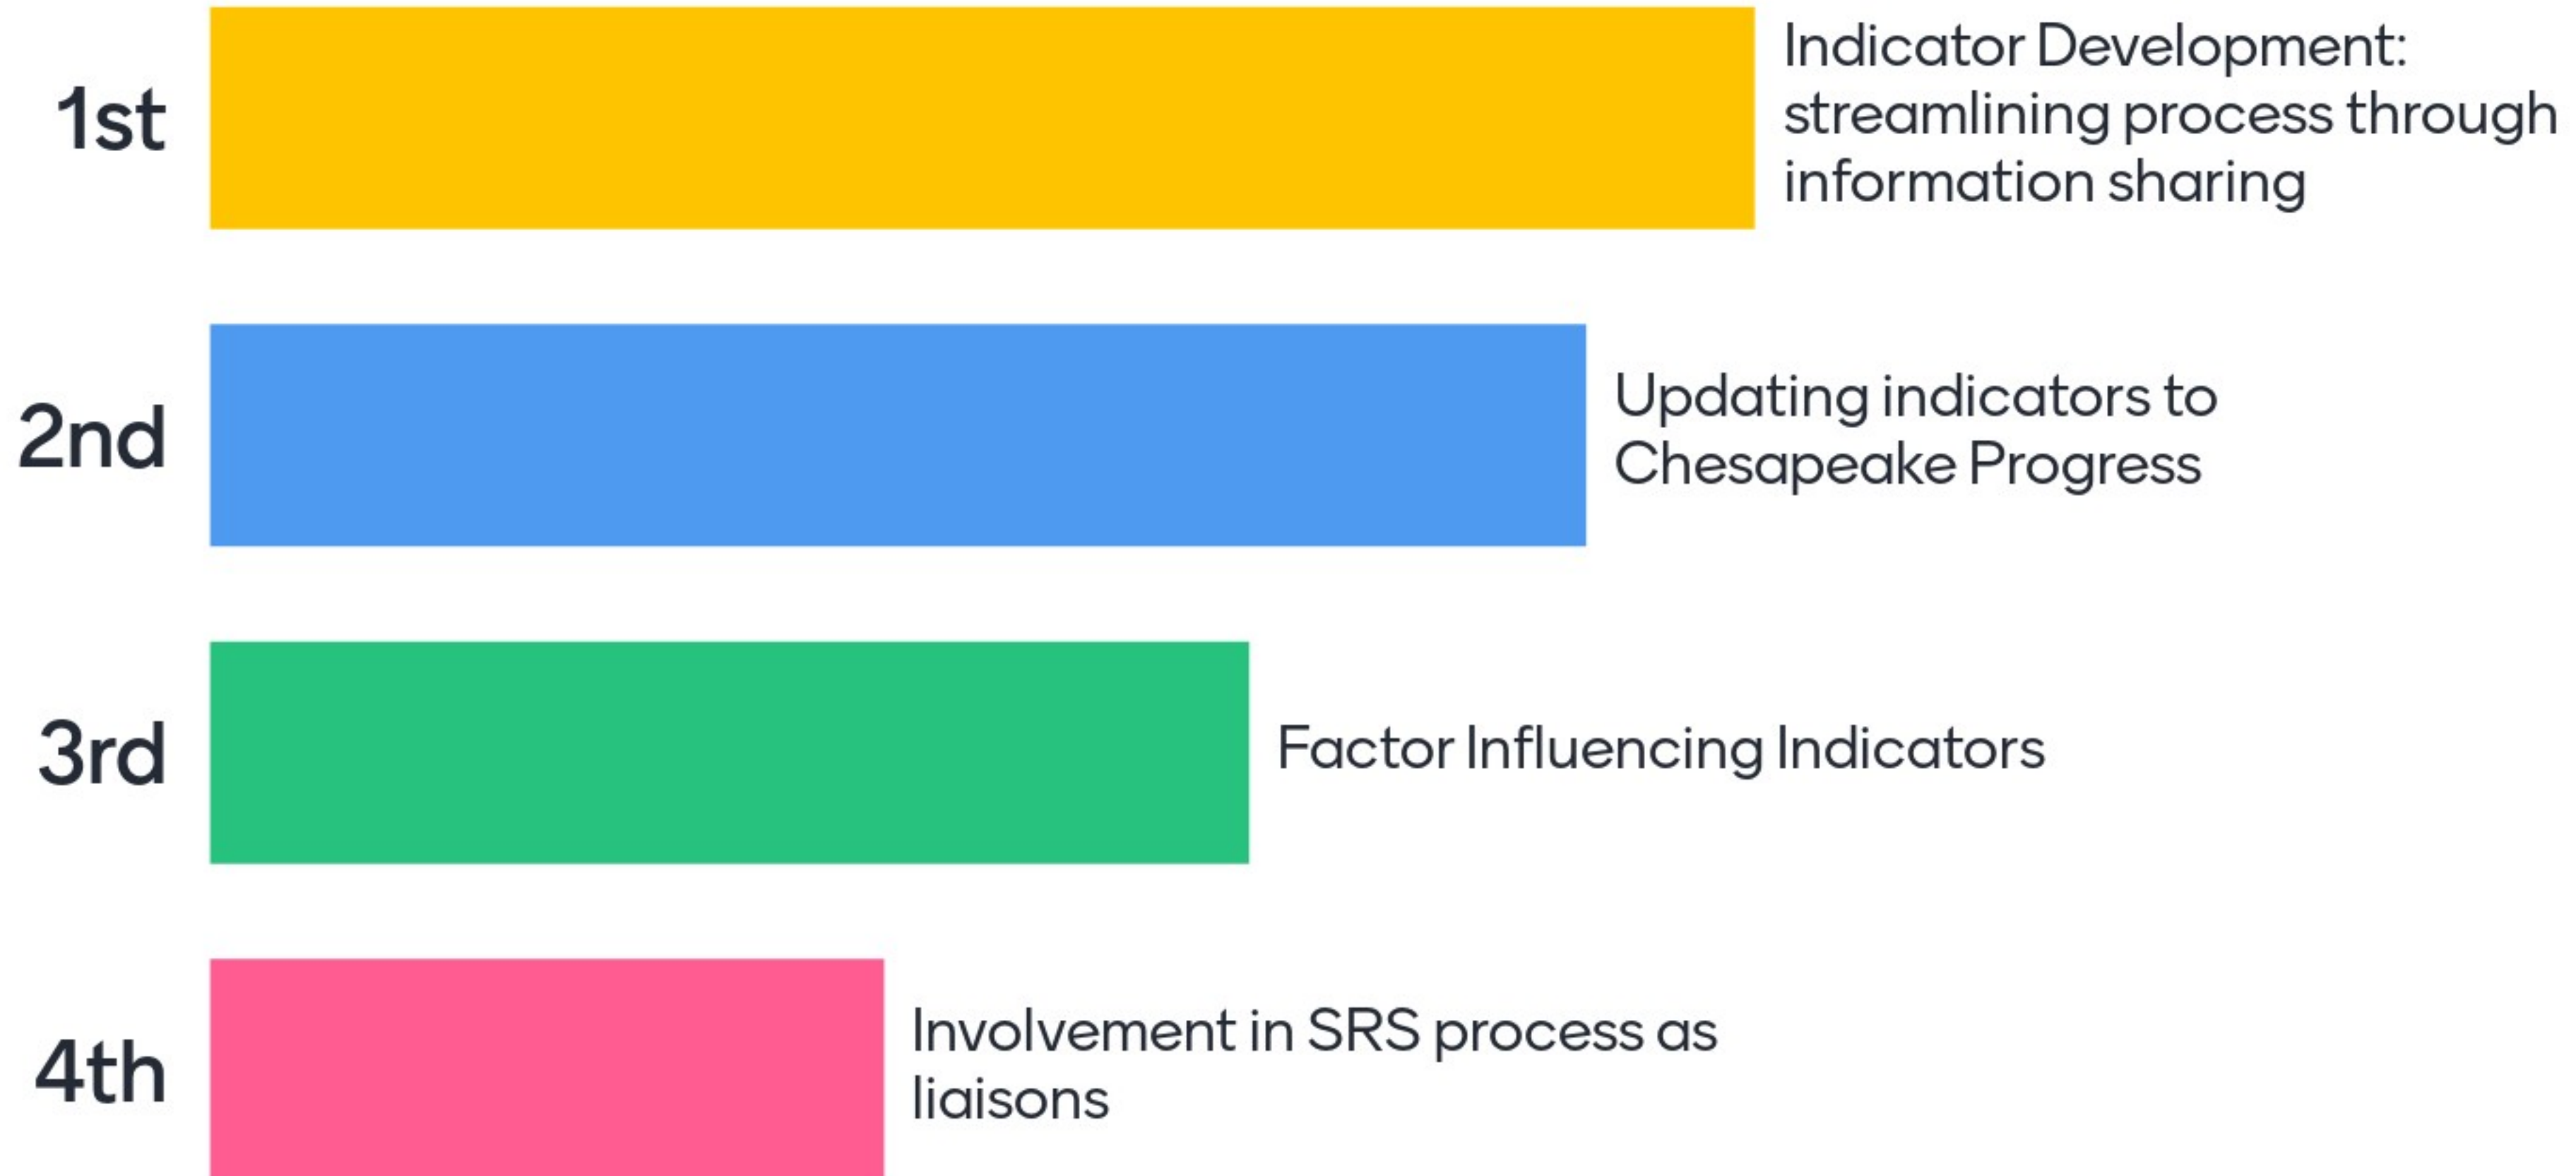 1st
Indicator Development:
streamlining process through
information sharing
2nd
Updating indicators to
Chesapeake Progress
3rd
Factor Influencing Indicators
4th
Involvement in SRS process as
liaisons